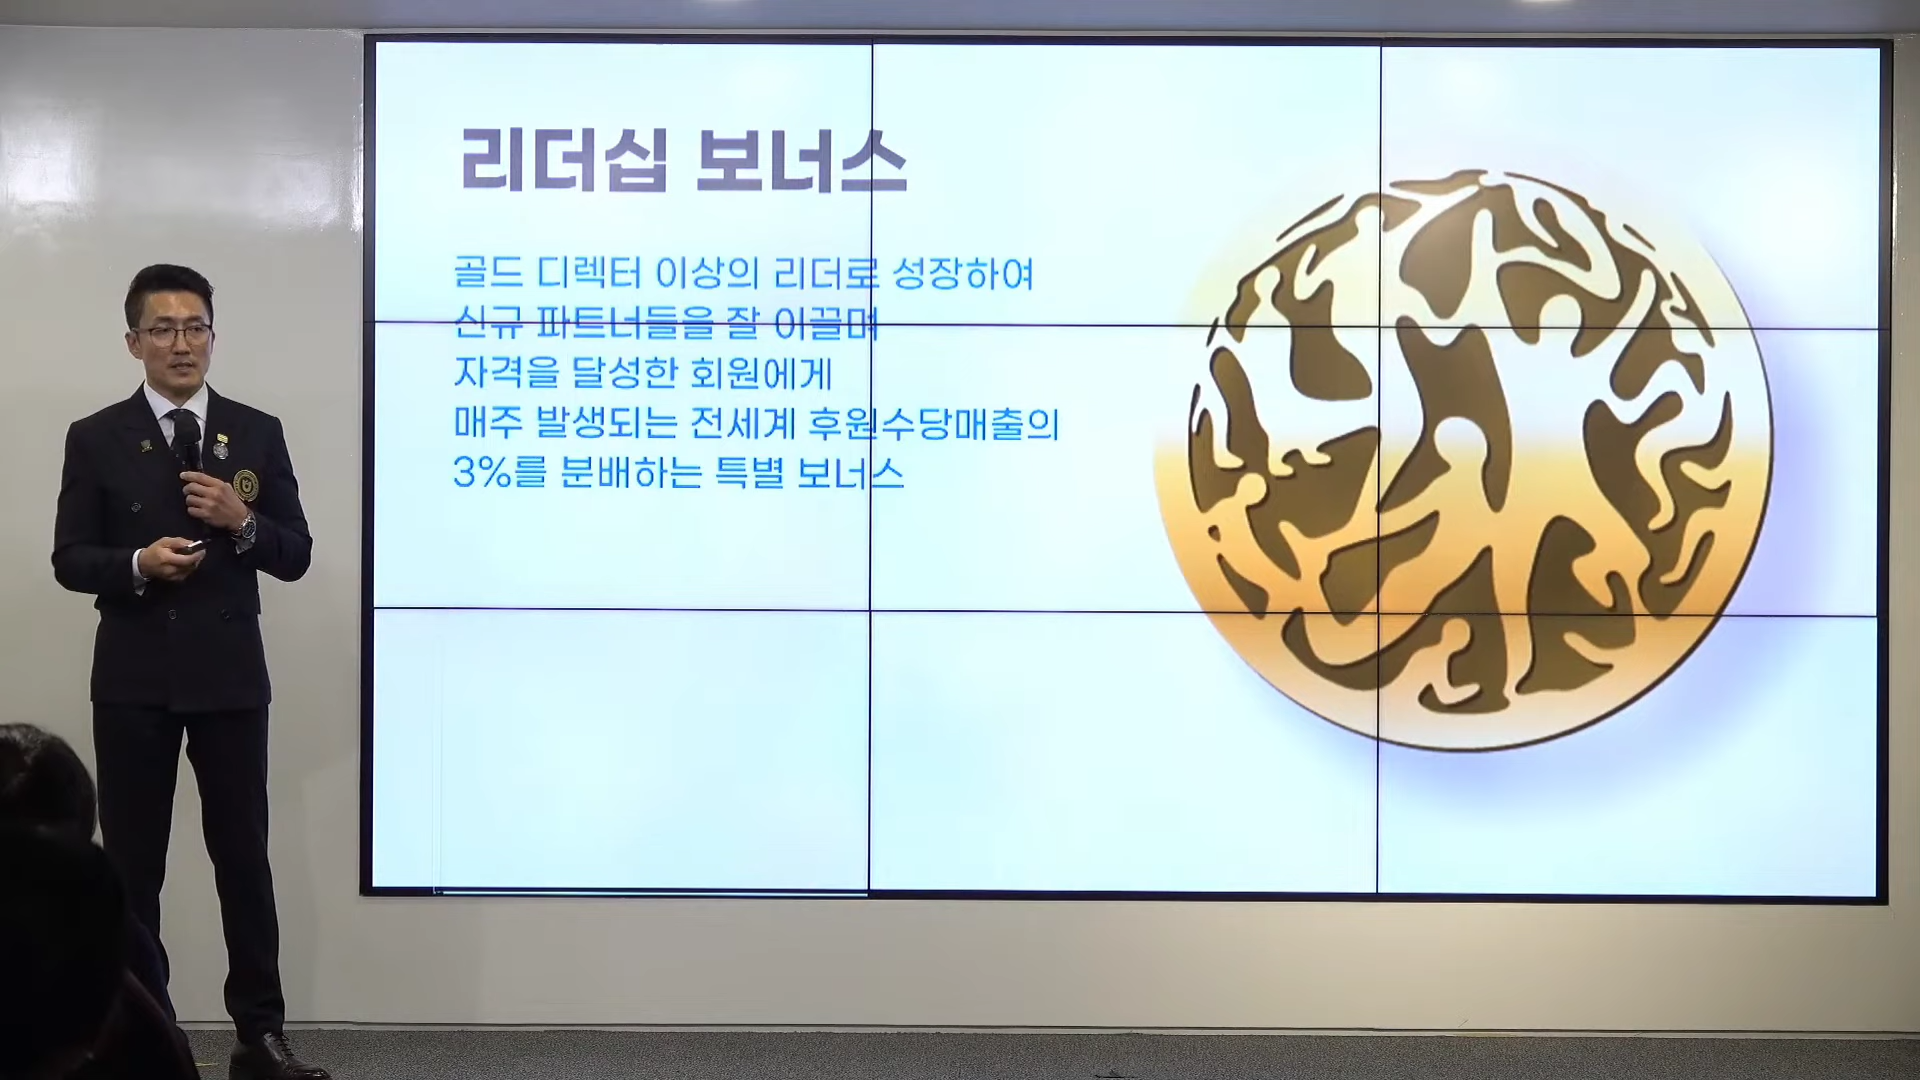 리더십 보너스
골드 디렉터 이상의 리더로 성장하여
신규 파트너들을 잘 이끌며
자격을 달성한 회원에게
매주 발생되는 전세계 후원수당매출의
3%를 분배하는 특별 보너스